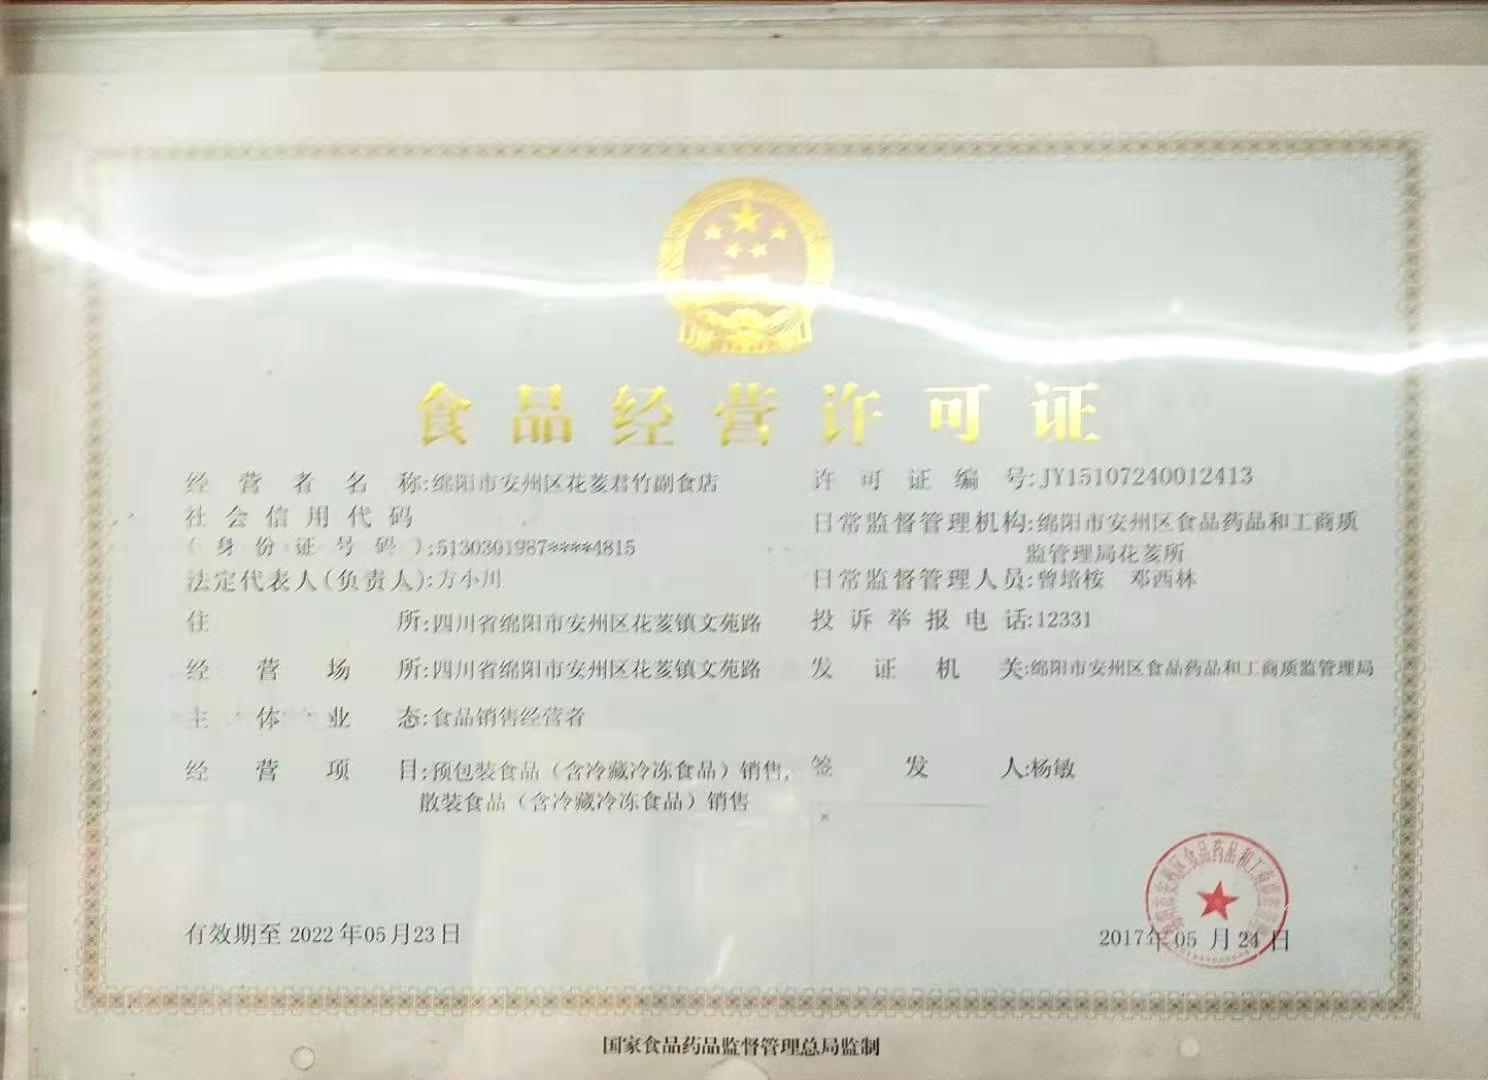 食品经营许可证
经营者名称:绵阳市安州区花荄君竹副食店
社会信用代码
(身份证号码):5130301987****4815
法定代表人(负责人):方小川
住所:四川省绵阳市安州区花荄镇文苑路
经营场所:四川省绵阳市安州区花荄镇文苑路
主体业态:食品销售经营者
经营项目:预包装食品（含冷藏冷冻食品）销售,
散装食品（含冷藏冷冻食品）销售
许可证编号:JY15107240012413
日常监督管理机构:绵阳市安州区食品药品和工商质
监管理局花荄所
日常监督管理人员:曾培桉 邓西林
投诉举报电话:12331
发证机关:绵阳市安州区食品药品和工商质监管理局
签发人:杨敏
有效期至 2022年05月23日
2017年05月24日
国家食品药品监督管理总局监制